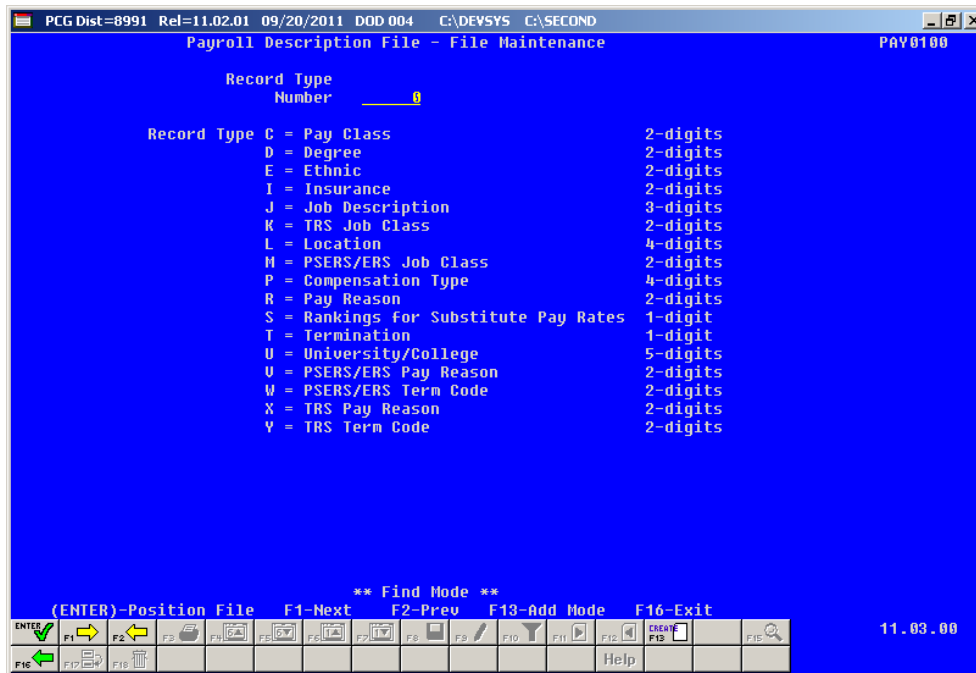 PCG Dist=8991 Rel=11.02.01 09/20/2011 DOD 004 C:\DEVSYS C:\SECOND
Payroll Description File - File Maintenance PAY0100
Record Type
Number 0
Record Type C = Pay Class 2-digits
D = Degree 2-digits
E = Ethnic 2-digits
I = Insurance 2-digits
J = Job Description 3-digits
K = TRS Job Class 2-digits
L = Location 4-digits
M = PSERS/ERS Job Class 2-digits
P = Compensation Type 4-digits
R = Pay Reason 2-digits
S = Rankings for Substitute Pay Rates 1-digit
T = Termination 1-digit
U = University/College 5-digits
V = PSERS/ERS Pay Reason 2-digits
W = PSERS/ERS Term Code 2-digits
X = TRS Pay Reason 2-digits
Y = TRS Term Code 2-digits
** Find Mode **
(ENTER)-Position File F1-Next F2-Prev F13-Add Mode F16-Exit
ENTER F1 F2 F3 F4 F5 F6 F7 F8 F9 F10 F11 F12 CREATE F13 F15 11.03.00
F16 F17 F18 Help